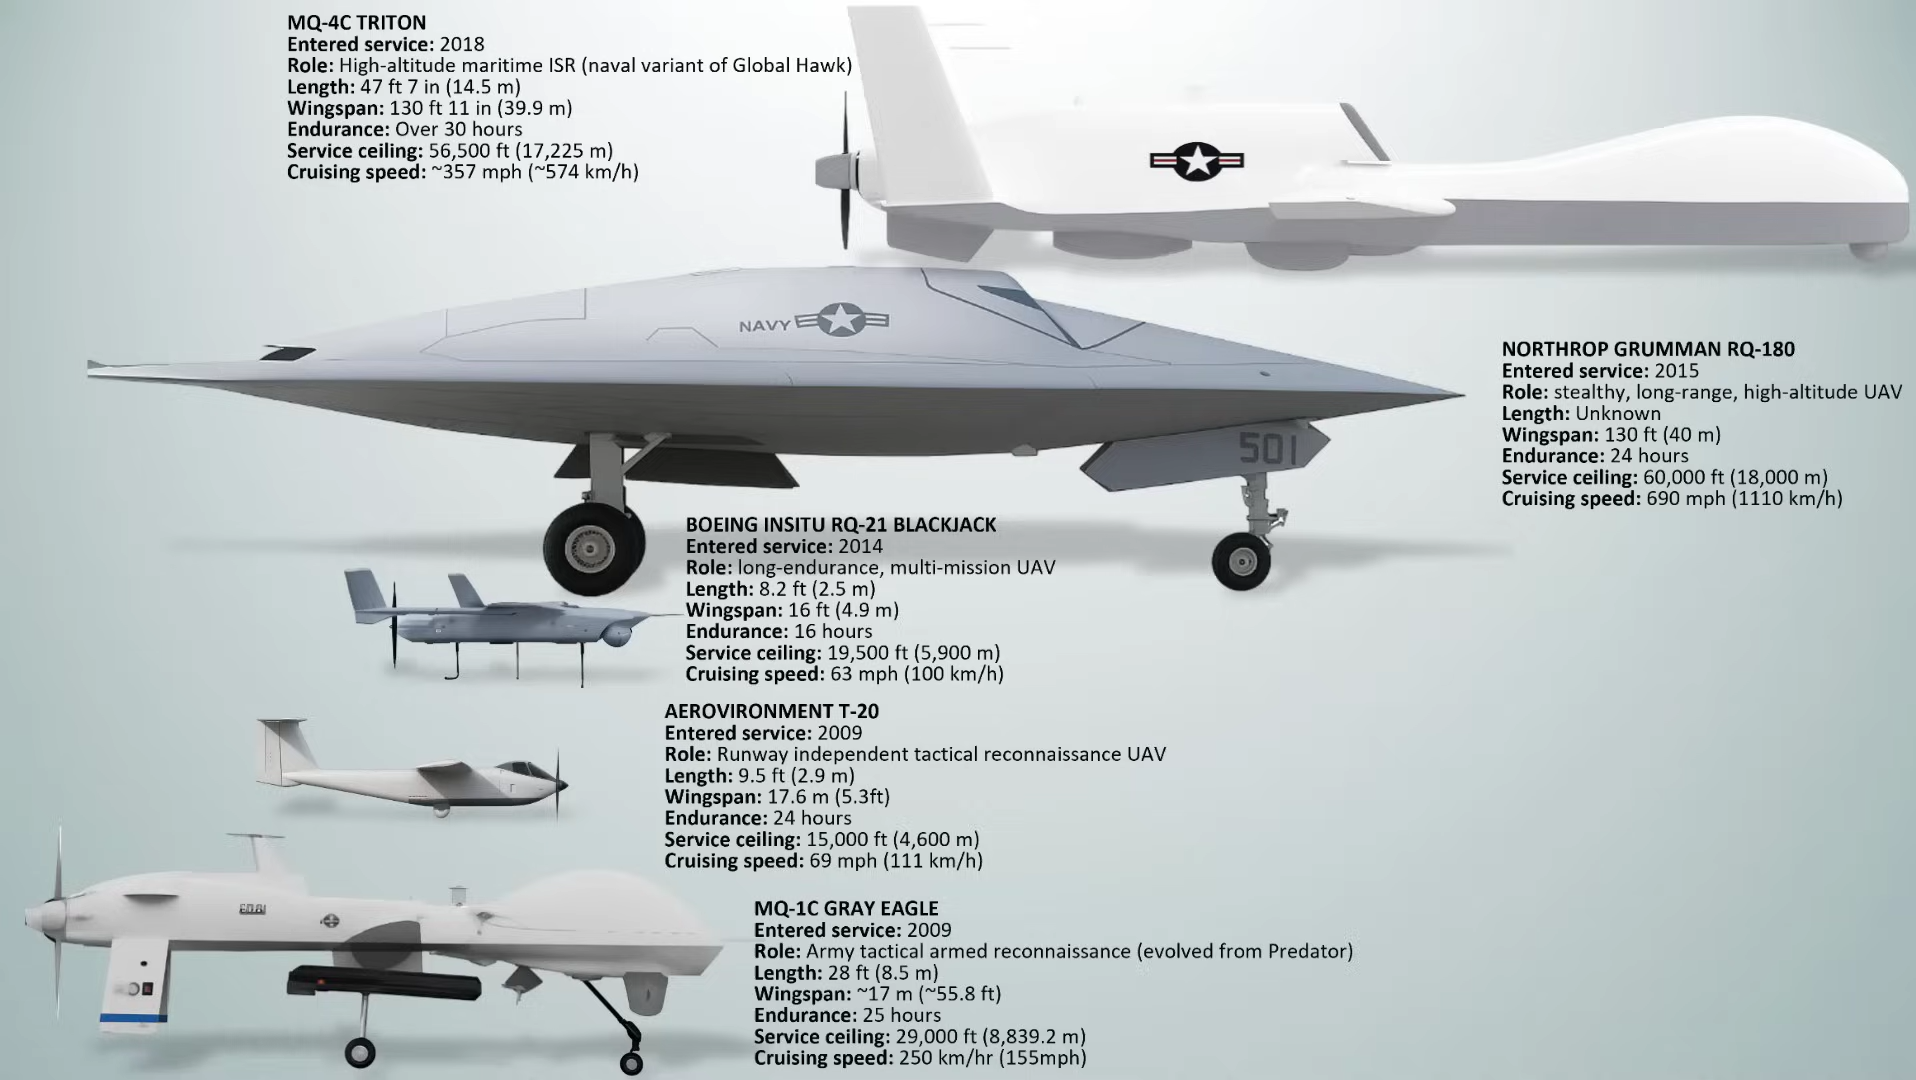 MQ-4C TRITON
Entered service: 2018
Role: High-altitude maritime ISR (naval variant of Global Hawk)
Length: 47 ft 7 in (14.5 m)
Wingspan: 130 ft 11 in (39.9 m)
Endurance: Over 30 hours
Service ceiling: 56,500 ft (17,225 m)
Cruising speed: ~357 mph (~574 km/h)
NAVY
501
NORTHROP GRUMMAN RQ-180
Entered service: 2015
Role: stealthy, long-range, high-altitude UAV
Length: Unknown
Wingspan: 130 ft (40 m)
Endurance: 24 hours
Service ceiling: 60,000 ft (18,000 m)
Cruising speed: 690 mph (1110 km/h)
BOEING INSITU RQ-21 BLACKJACK
Entered service: 2014
Role: long-endurance, multi-mission UAV
Length: 8.2 ft (2.5 m)
Wingspan: 16 ft (4.9 m)
Endurance: 16 hours
Service ceiling: 19,500 ft (5,900 m)
Cruising speed: 63 mph (100 km/h)
AEROVIRONMENT T-20
Entered service: 2009
Role: Runway independent tactical reconnaissance UAV
Length: 9.5 ft (2.9 m)
Wingspan: 17.6 m (5.3ft)
Endurance: 24 hours
Service ceiling: 15,000 ft (4,600 m)
Cruising speed: 69 mph (111 km/h)
MQ-1C GRAY EAGLE
Entered service: 2009
Role: Army tactical armed reconnaissance (evolved from Predator)
Length: 28 ft (8.5 m)
Wingspan: ~17 m (~55.8 ft)
Endurance: 25 hours
Service ceiling: 29,000 ft (8,839.2 m)
Cruising speed: 250 km/hr (155mph)